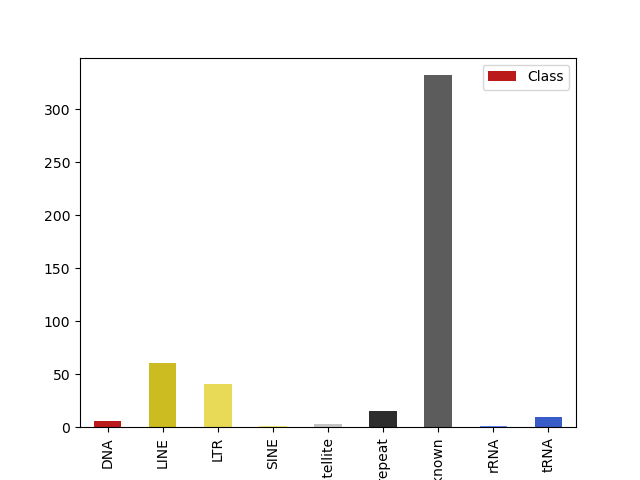 Class
300
250
200
150
100
50
0
DNA
LINE
LTR
SINE
tellite
repeat
known
rRNA
tRNA